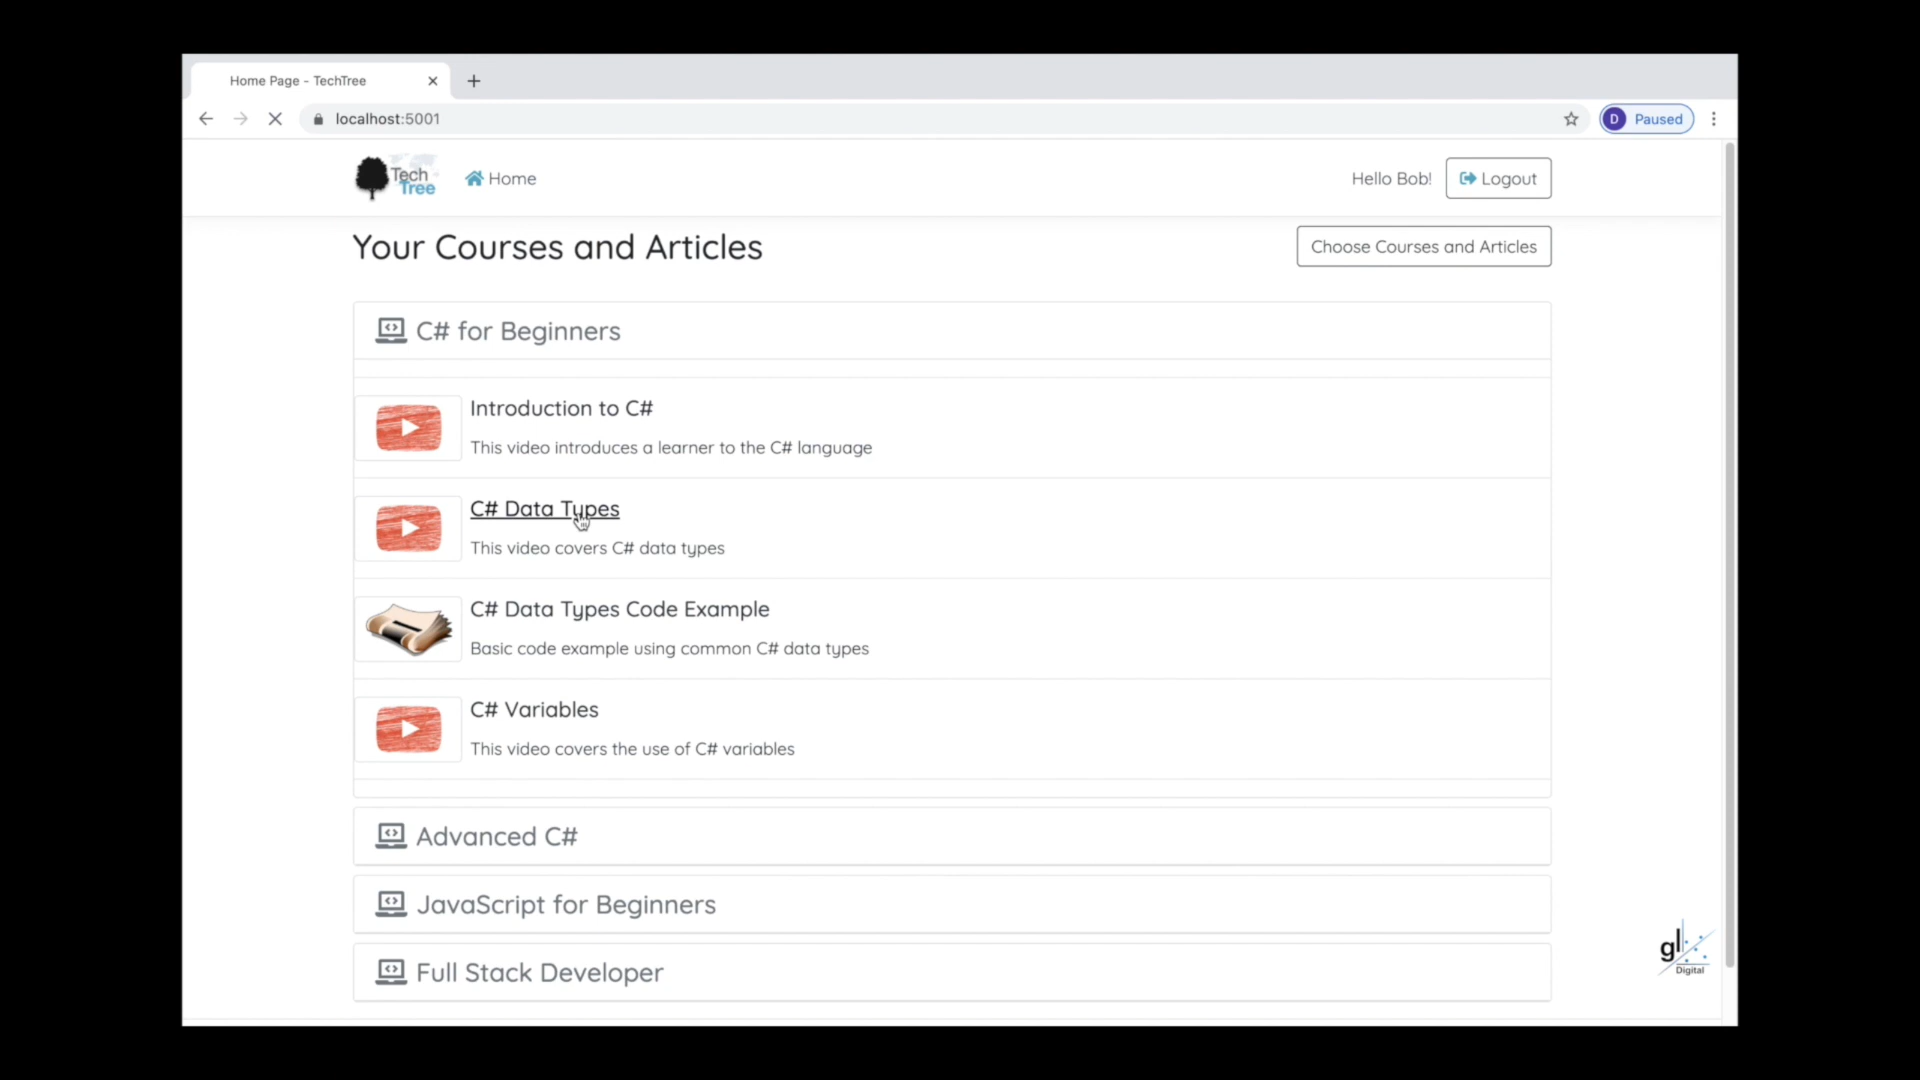 Home Page - TechTree
localhost:5001
D Paused
Tech
Tree
Home
Hello Bob!
Logout
Your Courses and Articles
Choose Courses and Articles
C# for Beginners
Introduction to C#
This video introduces a learner to the C# language
C# Data Types
This video covers C# data types
C# Data Types Code Example
Basic code example using common C# data types
C# Variables
This video covers the use of C# variables
Advanced C#
JavaScript for Beginners
Full Stack Developer
gl
Digital